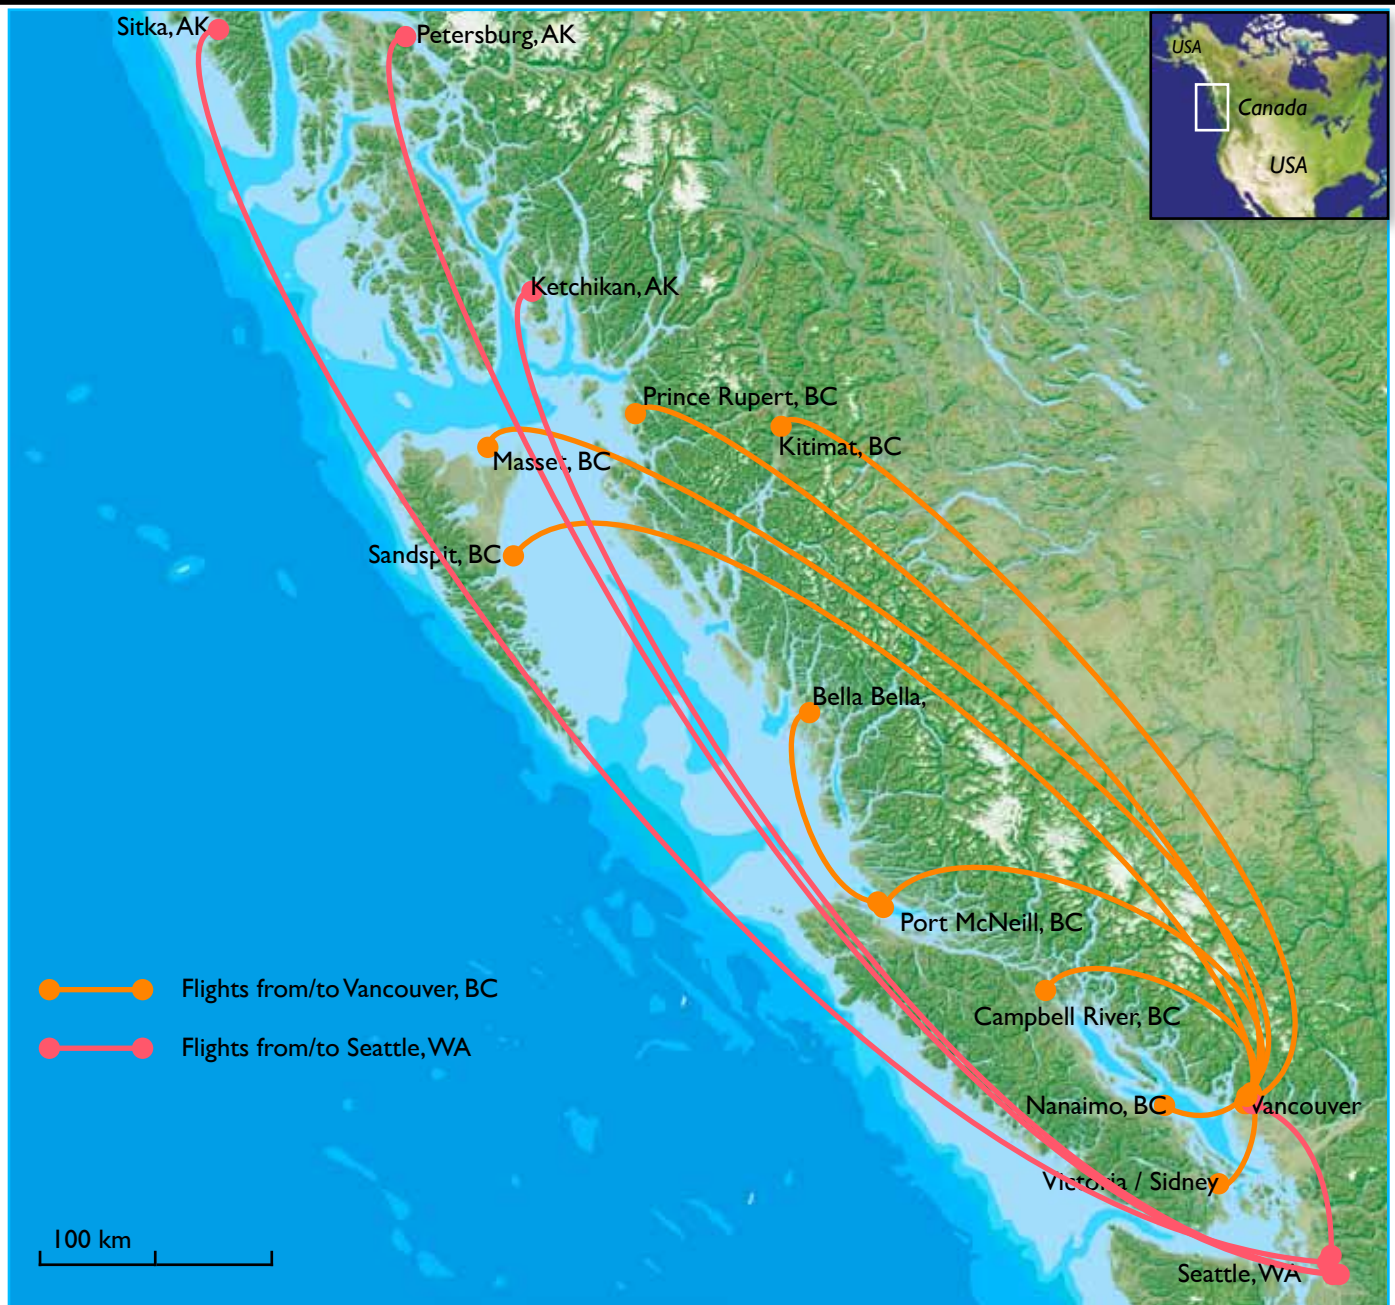 Sitka, AK
Petersburg, AK
USA
Canada
USA
Ketchikan, AK
Prince Rupert, BC
Kitimat, BC
Masset, BC
Sandspit, BC
Bella Bella,
Port McNeill, BC
Flights from/to Vancouver, BC
Campbell River, BC
Flights from/to Seattle, WA
Nanaimo, BC
Vancouver
Victoria / Sidney
100 km
Seattle, WA